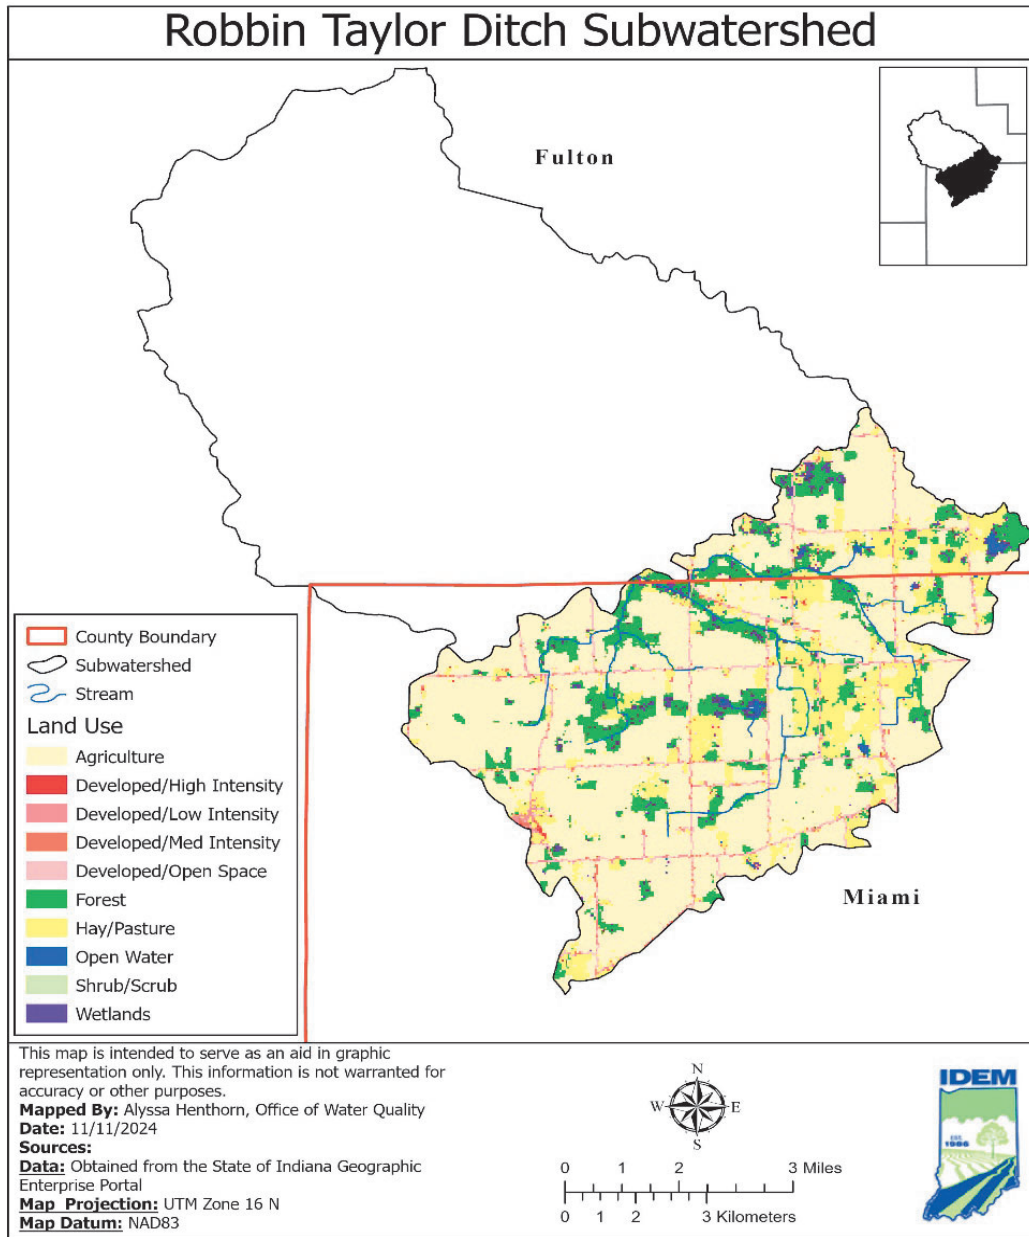 Robbin Taylor Ditch Subwatershed
Fulton
County Boundary
Subwatershed
Stream
Land Use
Agriculture
Developed/High Intensity
Developed/Low Intensity
Developed/Med Intensity
Developed/Open Space
Forest
Hay/Pasture
Open Water
Shrub/Scrub
Wetlands
Miami
This map is intended to serve as an aid in graphic
representation only. This information is not warranted for
accuracy or other purposes.
Mapped By: Alyssa Henthorn, Office of Water Quality
Date: 11/11/2024
Sources:
Data: Obtained from the State of Indiana Geographic
Enterprise Portal
Map Projection: UTM Zone 16 N
Map Datum: NAD83
N
W E
S
0 1 2 3 Miles
0 1 2 3 Kilometers
IDEM
EST.
1986